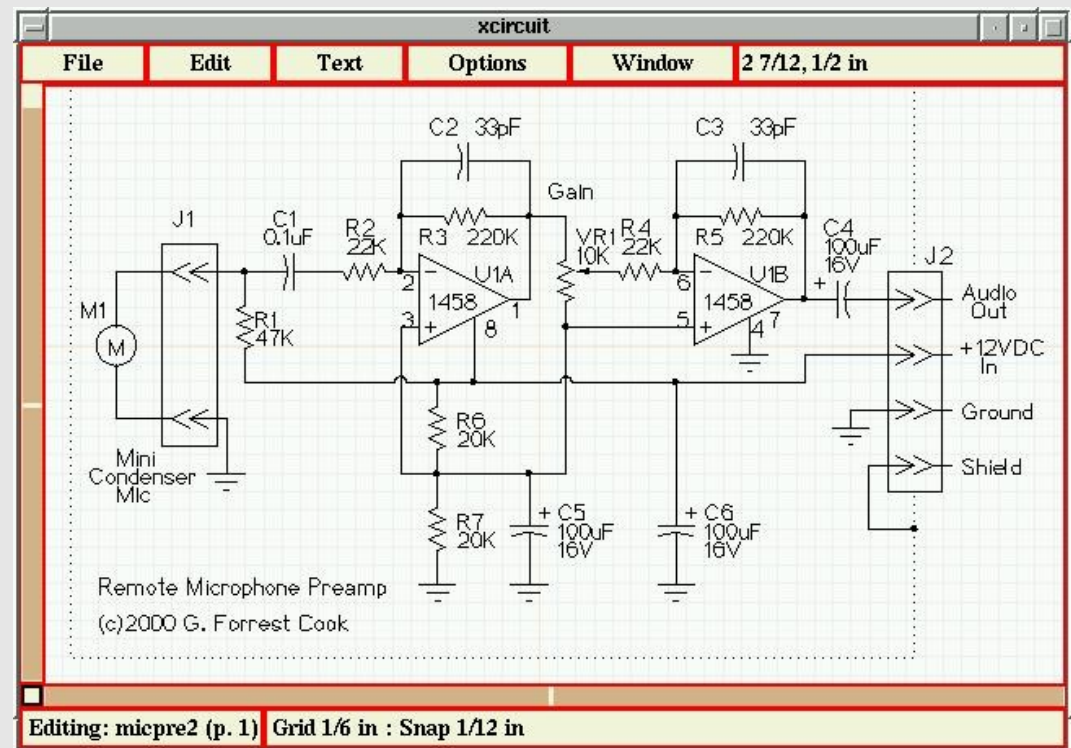 xcircuit
File Edit Text Options Window 2 7/12, 1/2 in
C2 33pF
C3 33pF
Gain
J1
C1
0.1uF
R2
22K
R3 220K
VR1
10K
R4
22K
R5 220K
C4
100uF
16V
+
J2
2
−
U1A
1458
1
3
+
8
6
−
U1B
1458
7
5
+
4
M1
M
R1
47K
Audio
Out
+12VDC
In
Ground
Shield
R6
20K
Mini
Condenser
Mic
R7
20K
+ C5
100uF
16V
+ C6
100uF
16V
Remote Microphone Preamp
(c)2000 G. Forrest Cook
Editing: micpre2 (p. 1) Grid 1/6 in : Snap 1/12 in